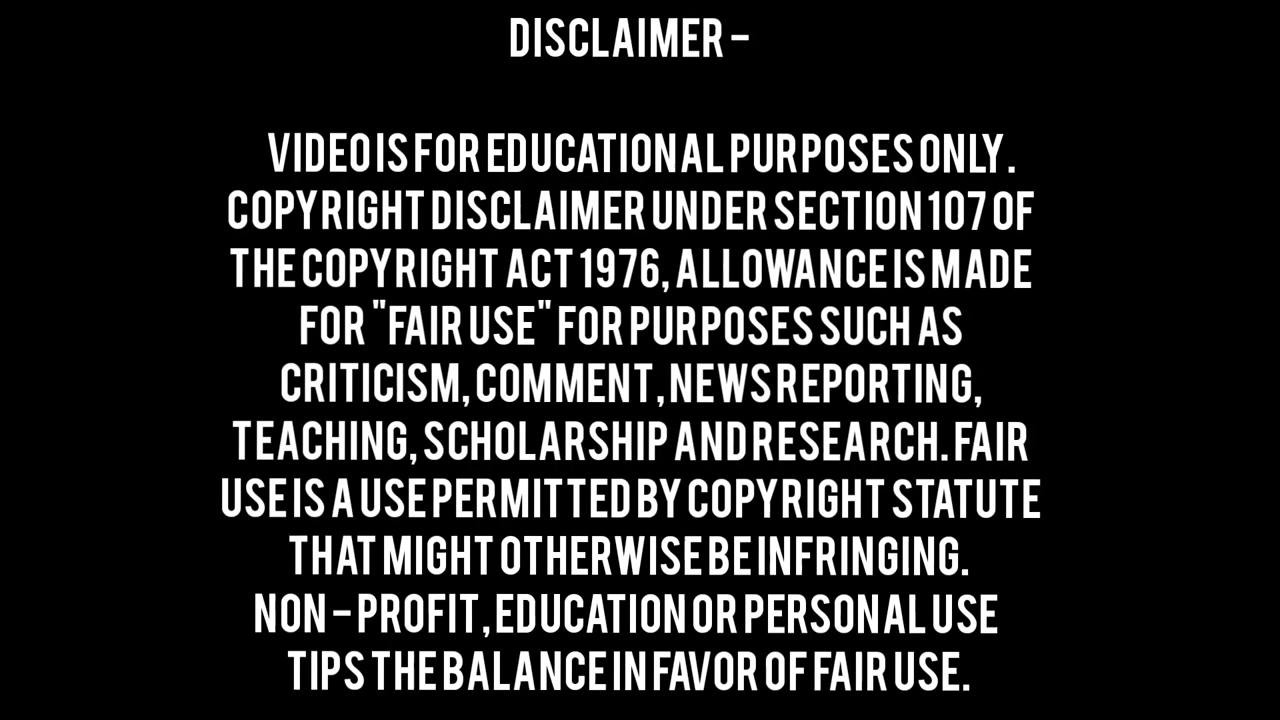 DISCLAIMER -
VIDEO IS FOR EDUCATIONAL PURPOSES ONLY.
COPYRIGHT DISCLAIMER UNDER SECTION 107 OF
THE COPYRIGHT ACT 1976, ALLOWANCE IS MADE
FOR "FAIR USE" FOR PURPOSES SUCH AS
CRITICISM, COMMENT, NEWS REPORTING,
TEACHING, SCHOLARSHIP AND RESEARCH. FAIR
USE IS A USE PERMITTED BY COPYRIGHT STATUTE
THAT MIGHT OTHERWISE BE INFRINGING.
NON - PROFIT, EDUCATION OR PERSONAL USE
TIPS THE BALANCE IN FAVOR OF FAIR USE.